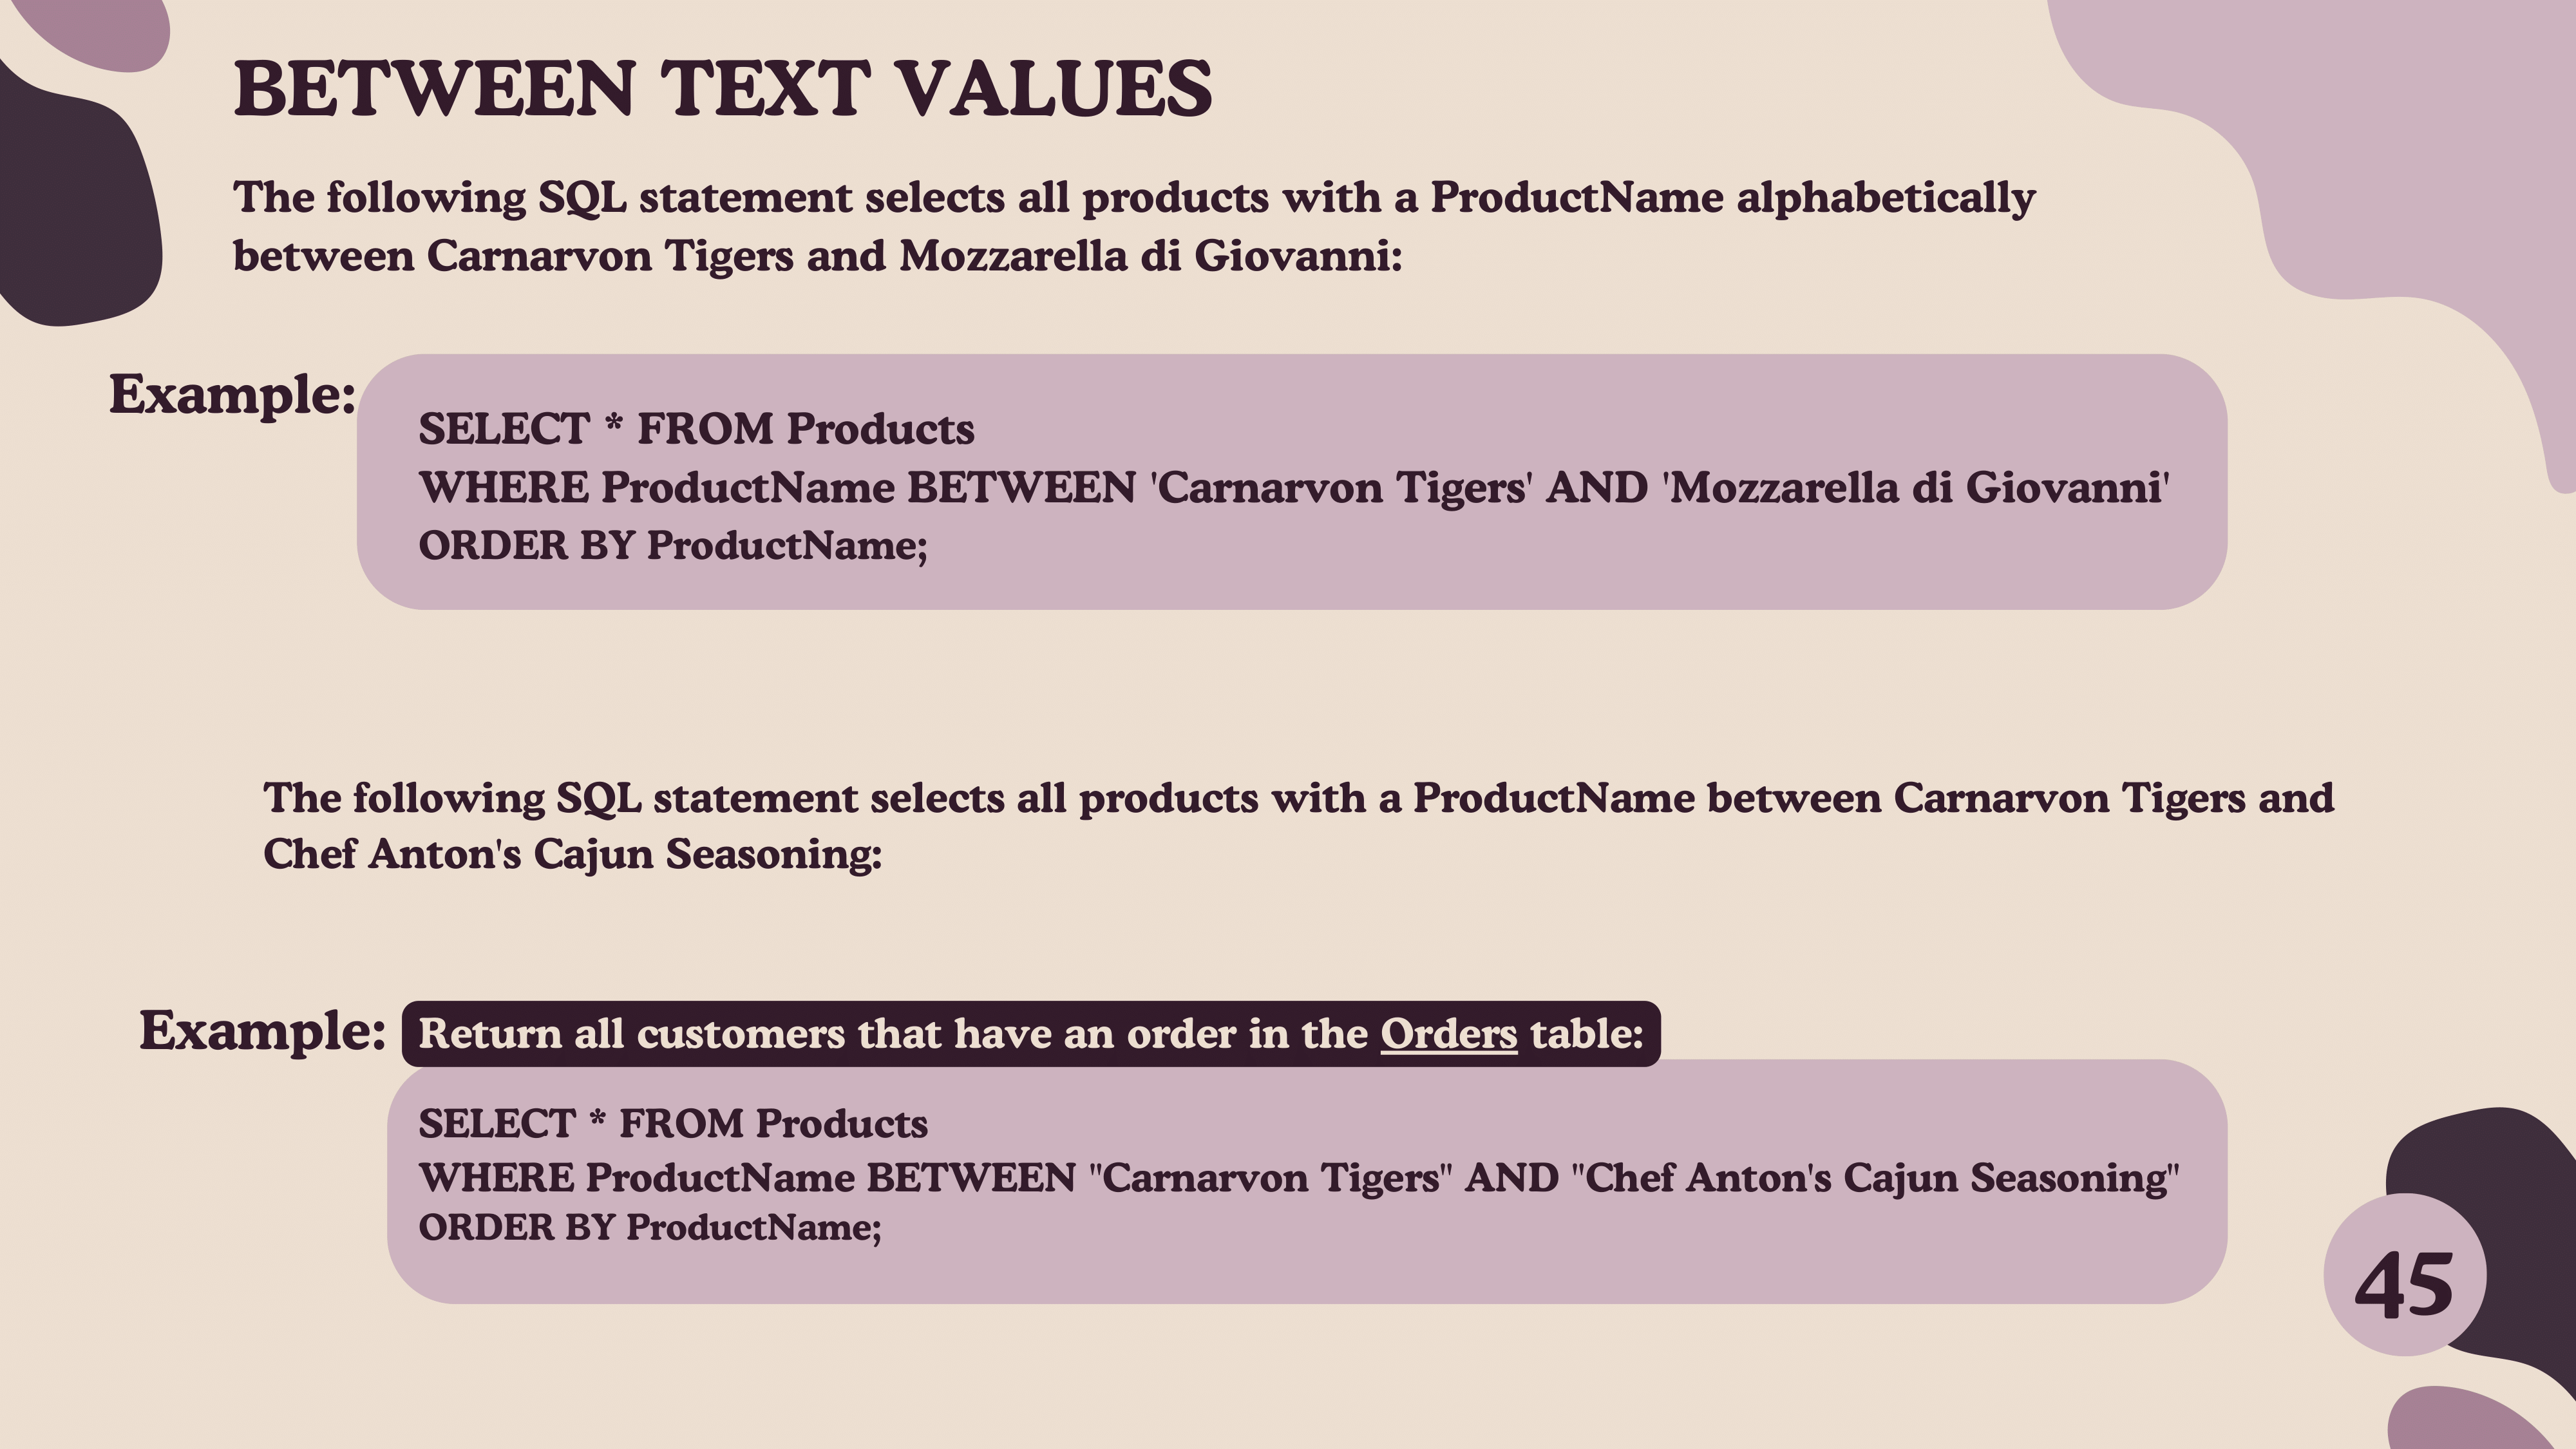 BETWEEN TEXT VALUES
The following SQL statement selects all products with a ProductName alphabetically
between Carnarvon Tigers and Mozzarella di Giovanni:
Example:
SELECT * FROM Products
WHERE ProductName BETWEEN 'Carnarvon Tigers' AND 'Mozzarella di Giovanni'
ORDER BY ProductName;
The following SQL statement selects all products with a ProductName between Carnarvon Tigers and
Chef Anton's Cajun Seasoning:
Example: Return all customers that have an order in the Orders table:
SELECT * FROM Products
WHERE ProductName BETWEEN "Carnarvon Tigers" AND "Chef Anton's Cajun Seasoning"
ORDER BY ProductName;
45